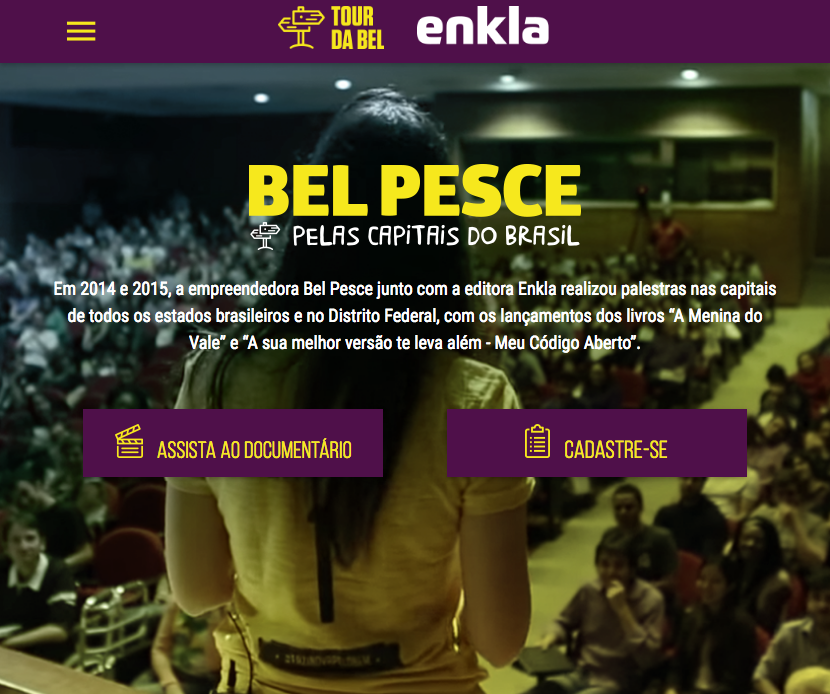 TOUR
DA BEL
enkla
BEL PESCE
PELAS CAPITAIS DO BRASIL
Em 2014 e 2015, a empreendedora Bel Pesce junto com a editora Enkla realizou palestras nas capitais
de todos os estados brasileiros e no Distrito Federal, com os lançamentos dos livros “A Menina do
Vale” e “A sua melhor versão te leva além - Meu Código Aberto”.
ASSISTA AO DOCUMENTÁRIO
CADASTRE-SE